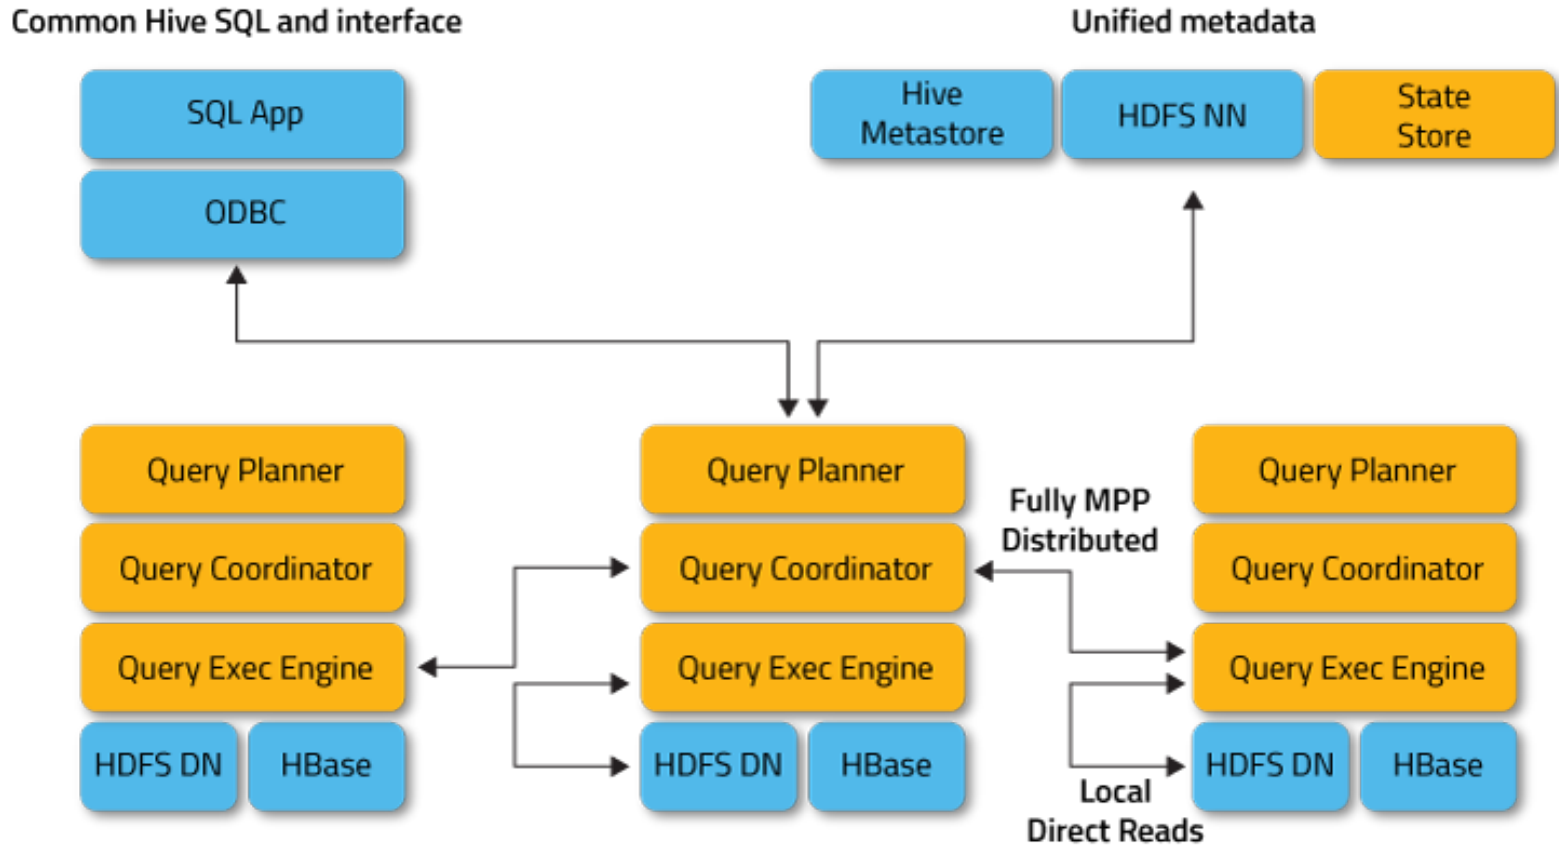 Common Hive SQL and interface
Unified metadata
SQL App
Hive
Metastore
HDFS NN
State
Store
ODBC
Query Planner
Query Planner
Query Planner
Fully MPP
Distributed
Query Coordinator
Query Coordinator
Query Coordinator
Query Exec Engine
Query Exec Engine
Query Exec Engine
HDFS DN
HBase
HDFS DN
HBase
HDFS DN
HBase
Local
Direct Reads